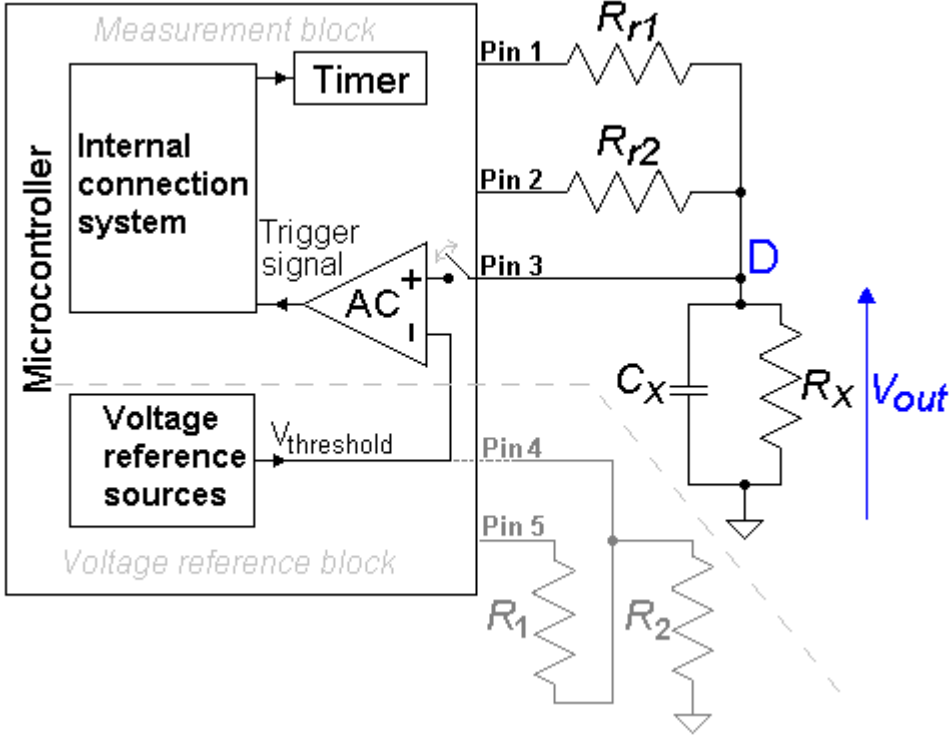 Measurement block
Timer
Internal
connection
system
Trigger
signal
AC
+
Microcontroller
Voltage
reference
sources
Vthreshold
Voltage reference block
Pin 1
Pin 2
Pin 3
Pin 4
Pin 5
Rr1
Rr2
D
CX
RX
Vout
R1
R2